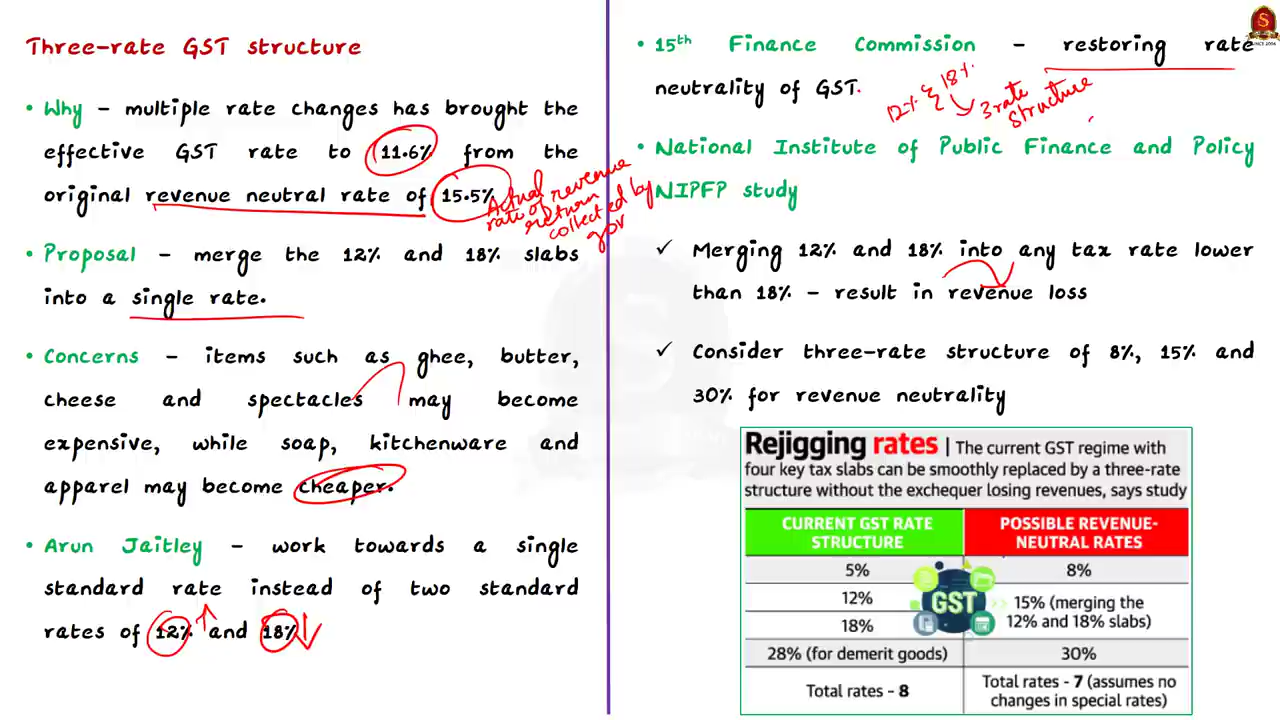 Three-rate GST structure
• Why – multiple rate changes has brought the
effective GST rate to 11.6% from the
original revenue neutral rate of 15.5%
Actual revenue
rate of return
collected by
gov
• Proposal – merge the 12% and 18% slabs
into a single rate.
• Concerns – items such as ghee, butter,
cheese and spectacles may become
expensive, while soap, kitchenware and
apparel may become cheaper.
• Arun Jaitley – work towards a single
standard rate instead of two standard
rates of 12% and 18%
• 15th Finance Commission – restoring rate
neutrality of GST.
12% & 18%
3 rate
structure
• National Institute of Public Finance and Policy
NIPFP study
✓ Merging 12% and 18% into any tax rate lower
than 18% – result in revenue loss
✓ Consider three-rate structure of 8%, 15% and
30% for revenue neutrality
Rejigging rates | The current GST regime with
four key tax slabs can be smoothly replaced by a three-rate
structure without the exchequer losing revenues, says study
CURRENT GST RATE
STRUCTURE
POSSIBLE REVENUE-
NEUTRAL RATES
5%
8%
12%
18%
GST
15% (merging the
12% and 18% slabs)
28% (for demerit goods)
30%
Total rates - 8
Total rates - 7 (assumes no
changes in special rates)